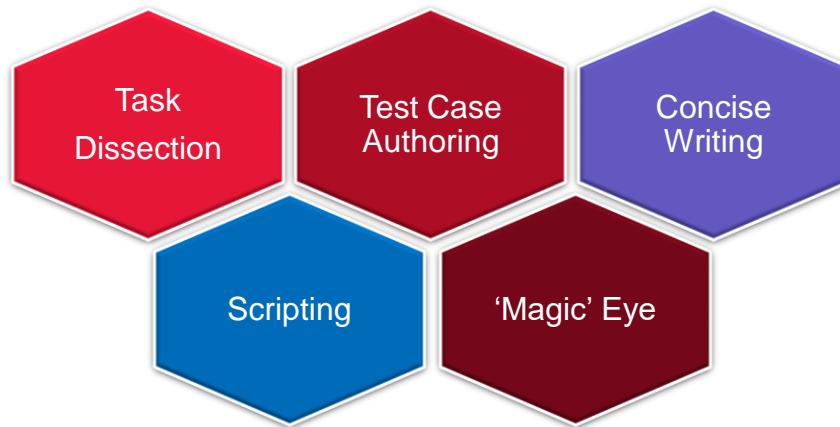 Task
Dissection
Test Case
Authoring
Concise
Writing
Scripting
‘Magic’ Eye